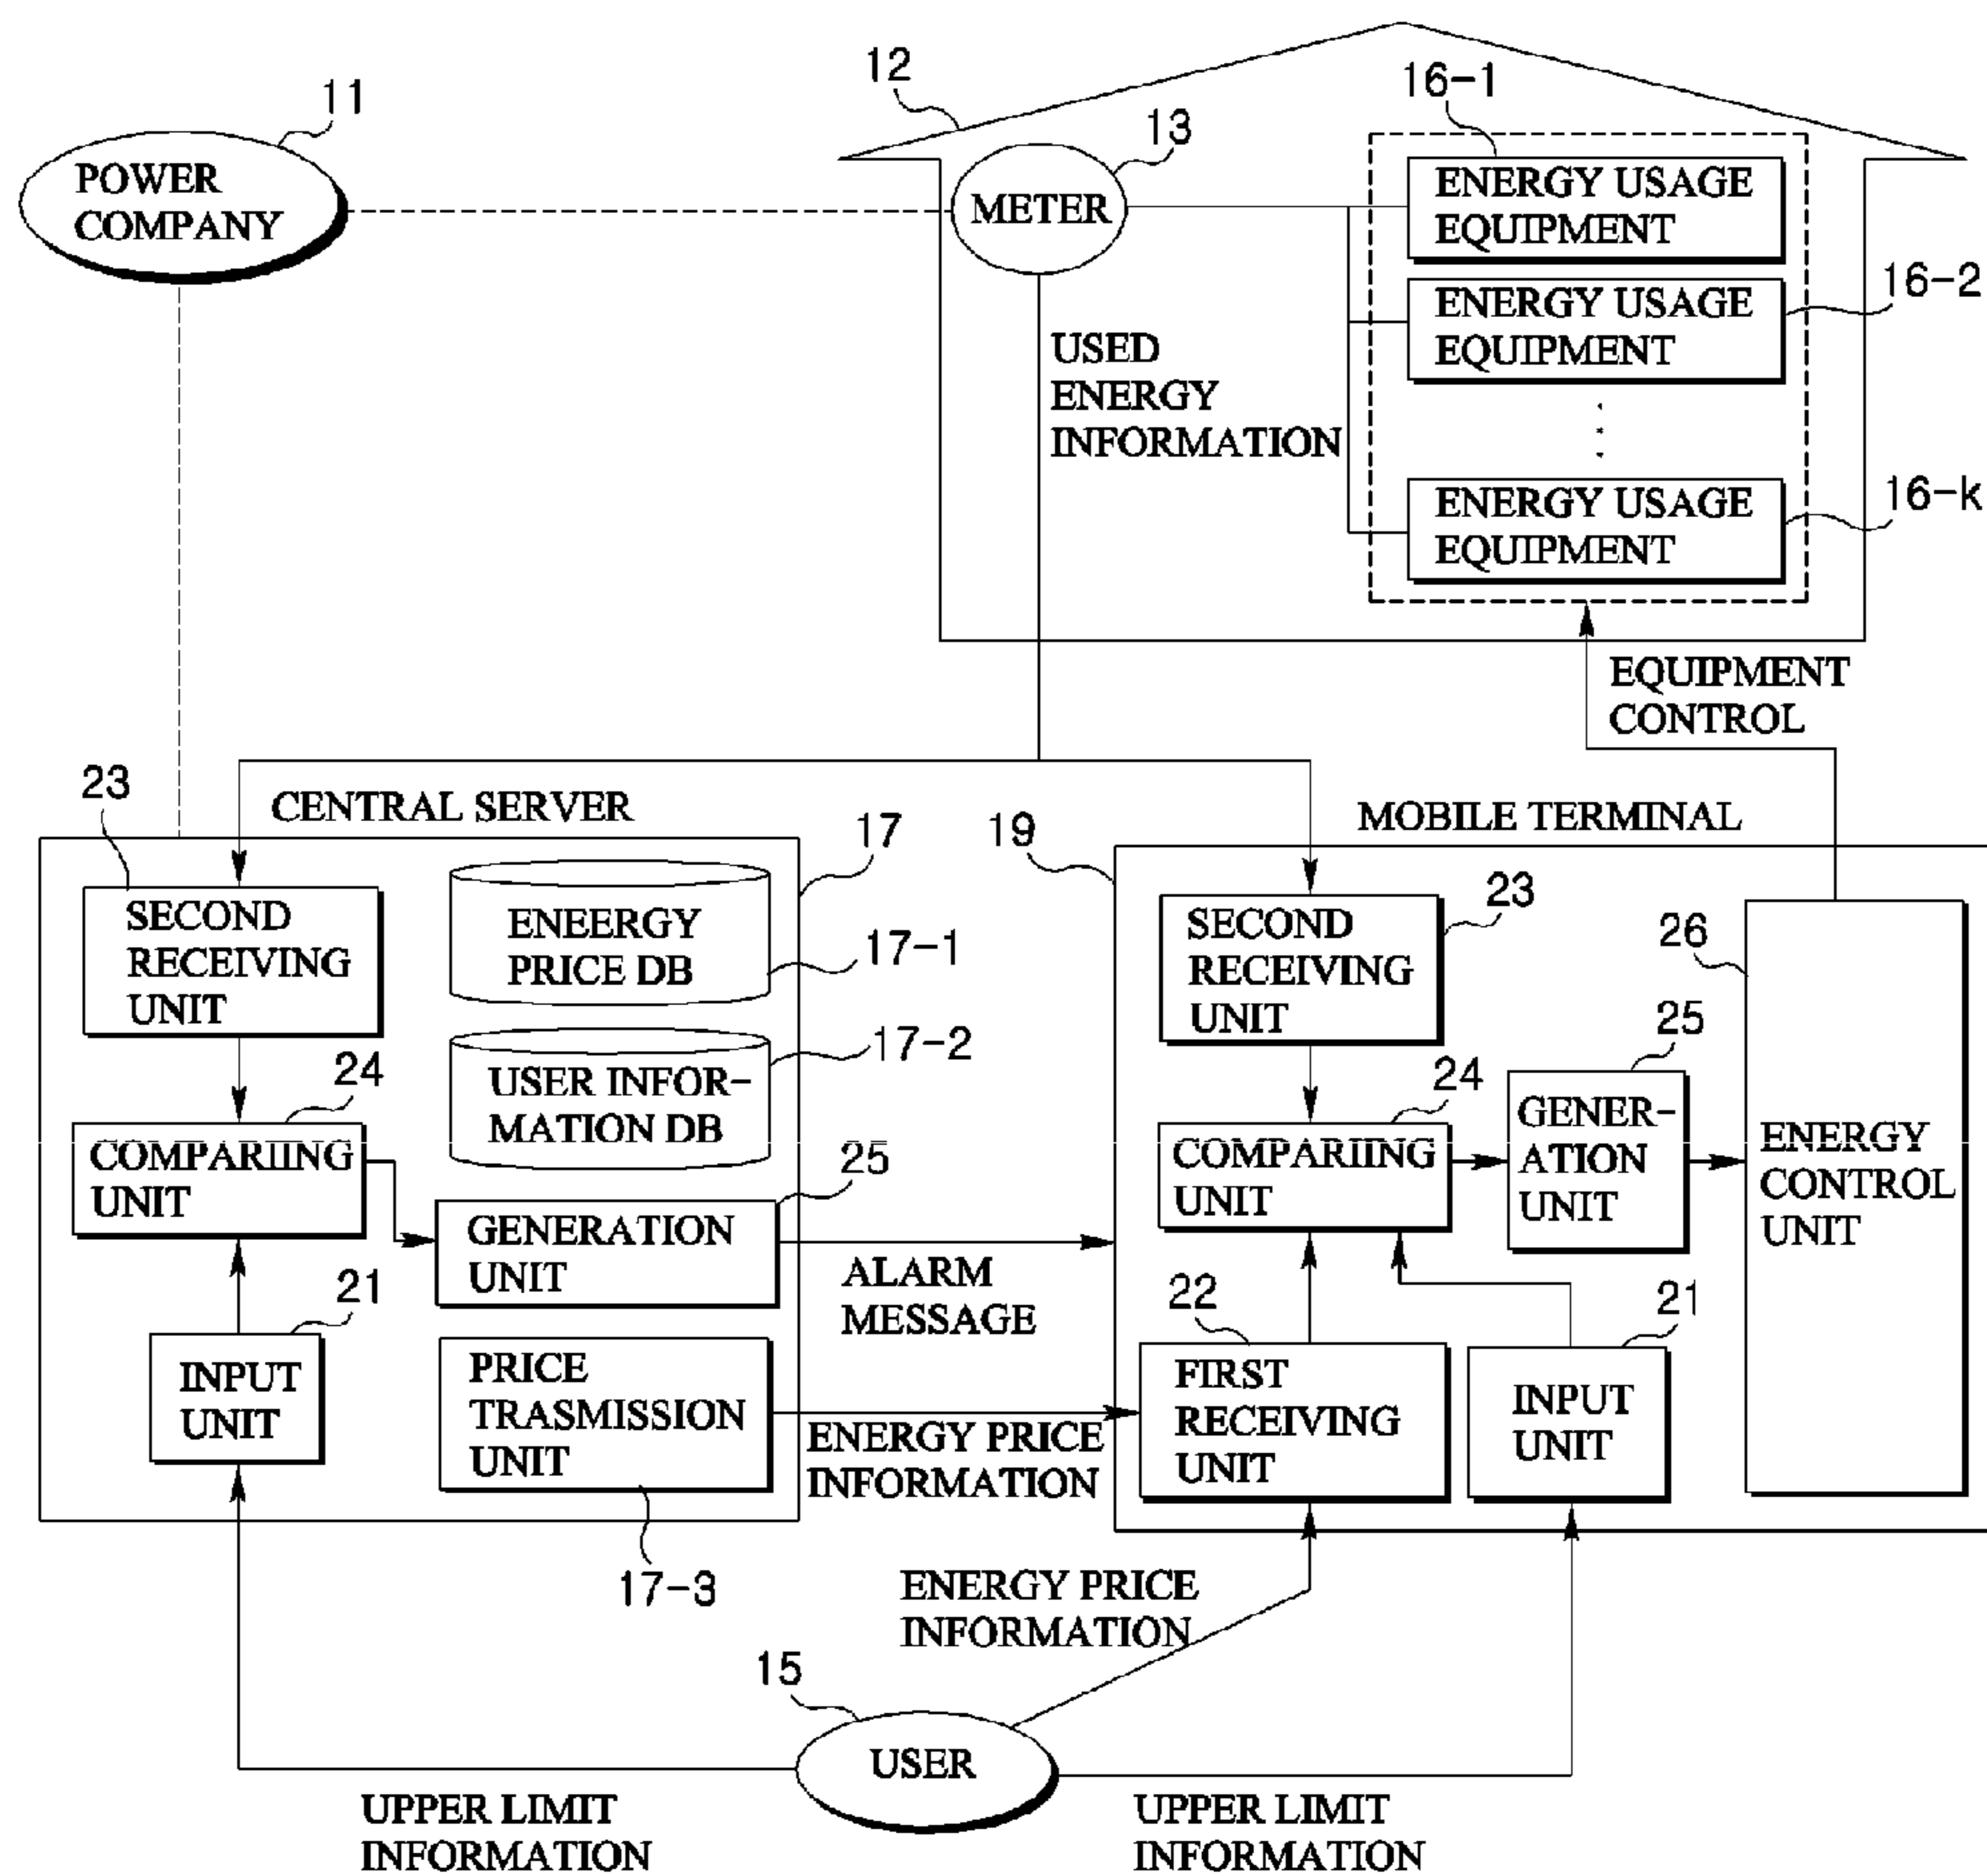 12
16-1
11
13
POWER
COMPANY
METER
ENERGY USAGE
EQUIPMENT
16-2
ENERGY USAGE
EQUIPMENT
USED
ENERGY
INFORMATION
16-k
ENERGY USAGE
EQUIPMENT
EQUIPMENT
CONTROL
23
CENTRAL SERVER
17
19
MOBILE TERMINAL
SECOND
RECEIVING
UNIT
ENEERGY
PRICE DB
17-1
SECOND
RECEIVING
UNIT
23
26
17-2
USER INFOR-
MATION DB
24
24
25
COMPARIING
UNIT
25
COMPARIING
UNIT
GENER-
ATION
UNIT
ENERGY
CONTROL
UNIT
GENERATION
UNIT
ALARM
MESSAGE
21
22
21
INPUT
UNIT
PRICE
TRASMISSION
UNIT
ENERGY PRICE
INFORMATION
FIRST
RECEIVING
UNIT
INPUT
UNIT
17-3
ENERGY PRICE
INFORMATION
15
USER
UPPER LIMIT
INFORMATION
UPPER LIMIT
INFORMATION